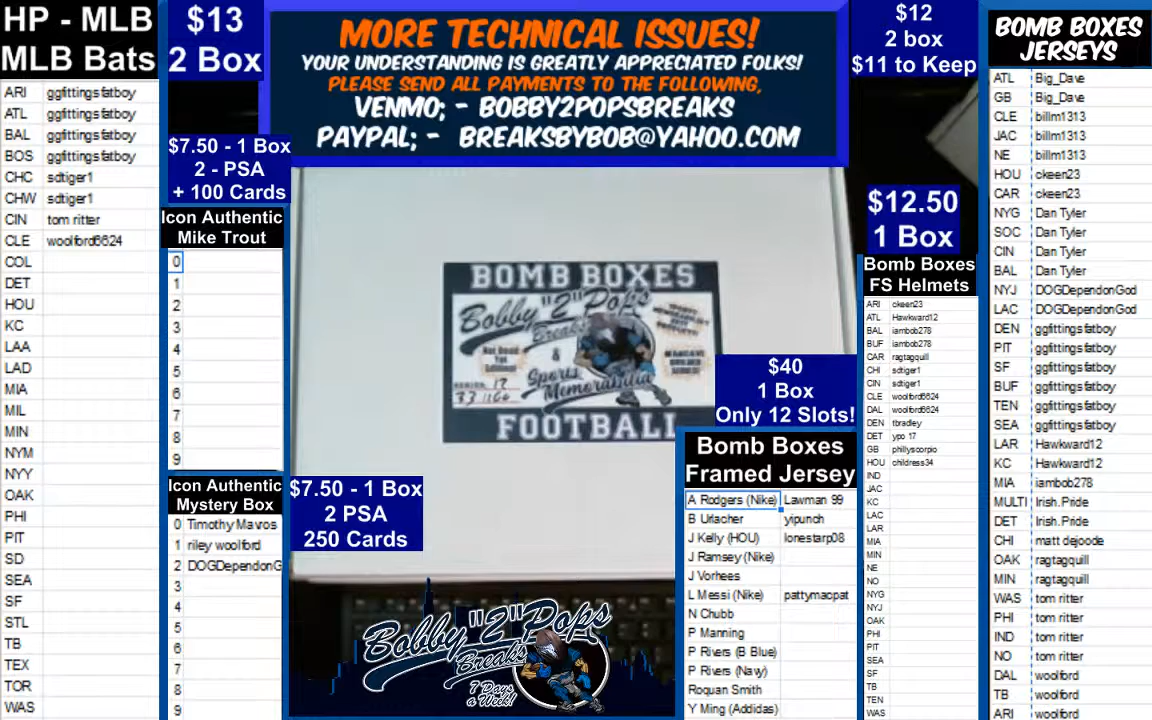 HP - MLB
MLB Bats
ARI ggfittingsfatboy
ATL ggfittingsfatboy
BAL ggfittingsfatboy
BOS ggfittingsfatboy
CHC sdtiger1
CHW sdtiger1
CIN tom ritter
CLE woolford6624
COL
DET
HOU
KC
LAA
LAD
MIA
MIL
MIN
NYM
NYY
OAK
PHI
PIT
SD
SEA
SF
STL
TB
TEX
TOR
WAS
$13
2 Box
$7.50 - 1 Box
2 - PSA
+ 100 Cards
Icon Authentic
Mike Trout
0
1
2
3
4
5
6
7
8
9
Icon Authentic
Mystery Box
0 Timothy Mavros
1 riley woolford
2 DOGDependonG
3
4
5
6
7
8
9
MORE TECHNICAL ISSUES!
YOUR UNDERSTANDING IS GREATLY APPRECIATED FOLKS!
PLEASE SEND ALL PAYMENTS TO THE FOLLOWING,
VENMO; - BOBBY2POPSBREAKS
PAYPAL; - BREAKSBYBOB@YAHOO.COM
BOMB BOXES
Bobby "2" Pops
Breaks
&
Sports
Memorabilia
SERIES 17
FOOTBALL
$7.50 - 1 Box
2 PSA
250 Cards
Bobby "2" Pops
Breaks
7 Days
a Week!
$40
1 Box
Only 12 Slots!
Bomb Boxes
Framed Jersey
A Rodgers (Nike) Lawman 99
B Urlacher yipunch
J Kelly (HOU) lonestarp08
J Ramsey (Nike)
J Vorhees
L Messi (Nike) pattymacpat
N Chubb
P Manning
P Rivers (B Blue)
P Rivers (Navy)
Roquan Smith
Y Ming (Addidas)
$12
2 box
$11 to Keep
$12.50
1 Box
Bomb Boxes
FS Helmets
ARI ckeen23
ATL Hawkward12
BAL iambob278
BUF iambob278
CAR ragtagquill
CHI sdtiger1
CIN sdtiger1
CLE woolford6624
DAL woolford6624
DEN tbradley
DET ypo 17
GB phillyscorpio
HOU childress34
IND
JAC
KC
LAC
LAR
MIA
MIN
NE
NO
NYG
NYJ
OAK
PHI
PIT
SEA
SF
TB
TEN
WAS
BOMB BOXES
JERSEYS
ATL Big_Dave
GB Big_Dave
CLE billm1313
JAC billm1313
NE billm1313
HOU ckeen23
CAR ckeen23
NYG Dan Tyler
SOC Dan Tyler
CIN Dan Tyler
BAL Dan Tyler
NYJ DOGDependonGod
LAC DOGDependonGod
DEN ggfittingsfatboy
PIT ggfittingsfatboy
SF ggfittingsfatboy
BUF ggfittingsfatboy
TEN ggfittingsfatboy
SEA ggfittingsfatboy
LAR Hawkward12
KC Hawkward12
MIA iambob278
MULTI Irish.Pride
DET Irish.Pride
CHI matt dejoode
OAK ragtagquill
MIN ragtagquill
WAS tom ritter
PHI tom ritter
IND tom ritter
NO tom ritter
DAL woolford
TB woolford
ARI woolford